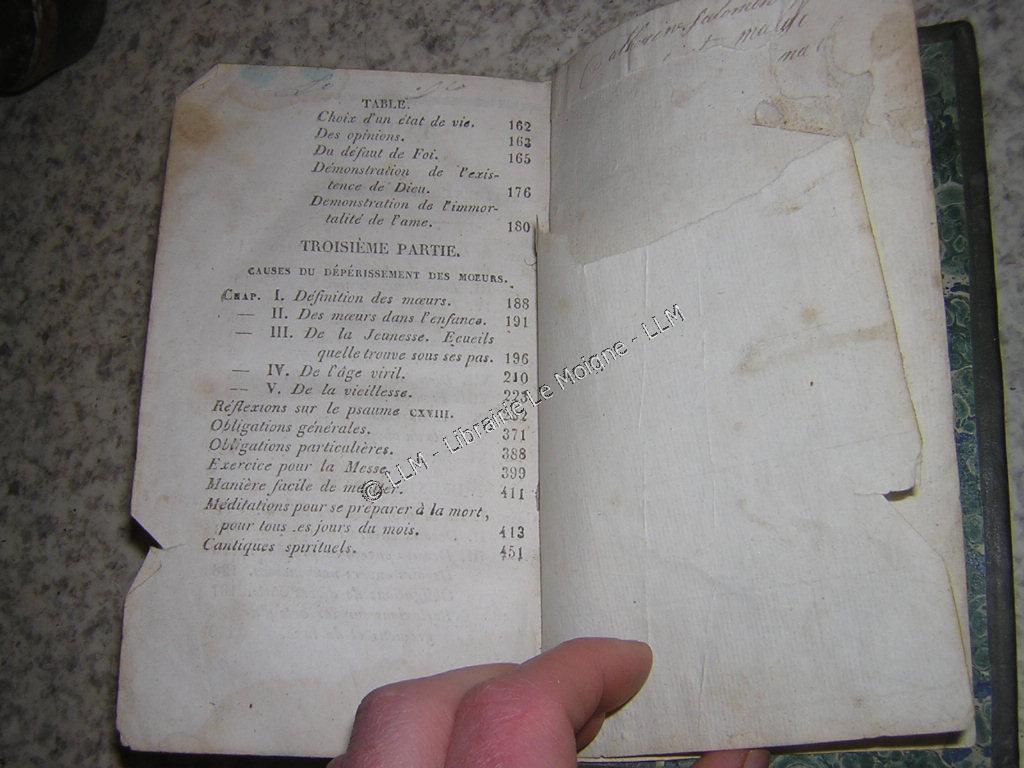 TABLE.
Choix d'un état de vie. 162
Des opinions. 163
Du défaut de Foi. 165
Démonstration de l'exis-
tence de Dieu. 176
Demonstration de l'immor-
talité de l'ame. 180
TROISIÈME PARTIE.
CAUSES DU DÉPÉRISSEMENT DES MŒURS.
CHAP. I. Définition des mœurs. 188
— II. Des mœurs dans l'enfance. 191
— III. De la Jeunesse. Ecueils
quelle trouve sous ses pas. 196
— IV. De l'âge viril. 210
— V. De la vieillesse.
Réflexions sur le psaume CXVIII.
Obligations générales. 371
Obligations particulières. 388
Exercice pour la Messe. 399
Manière facile de méditer. 411
Méditations pour se préparer à la mort,
pour tous les jours du mois. 413
Cantiques spirituels. 451
© LLM - Librairie Le Moigne - LLM